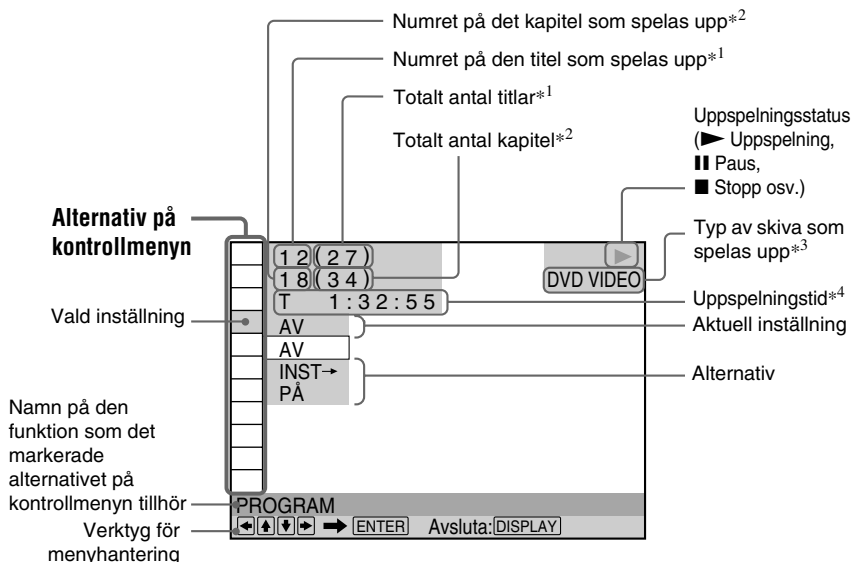 Numret på det kapitel som spelas upp*2
Numret på den titel som spelas upp*1
Totalt antal titlar*1
Totalt antal kapitel*2
Uppspelningsstatus
(▶ Uppspelning,
❚❚ Paus,
■ Stopp osv.)
Alternativ på
kontrollmenyn
Typ av skiva som
spelas upp*3
12(27)
18(34)
DVD VIDEO
T 1:32:55
Uppspelningstid*4
Vald inställning
AV
Aktuell inställning
AV
INST→
PÅ
Alternativ
Namn på den
funktion som det
markerade
alternativet på
kontrollmenyn tillhör
PROGRAM
Verktyg för
menyhantering
←↑↓→ ➡ ENTER Avsluta: DISPLAY